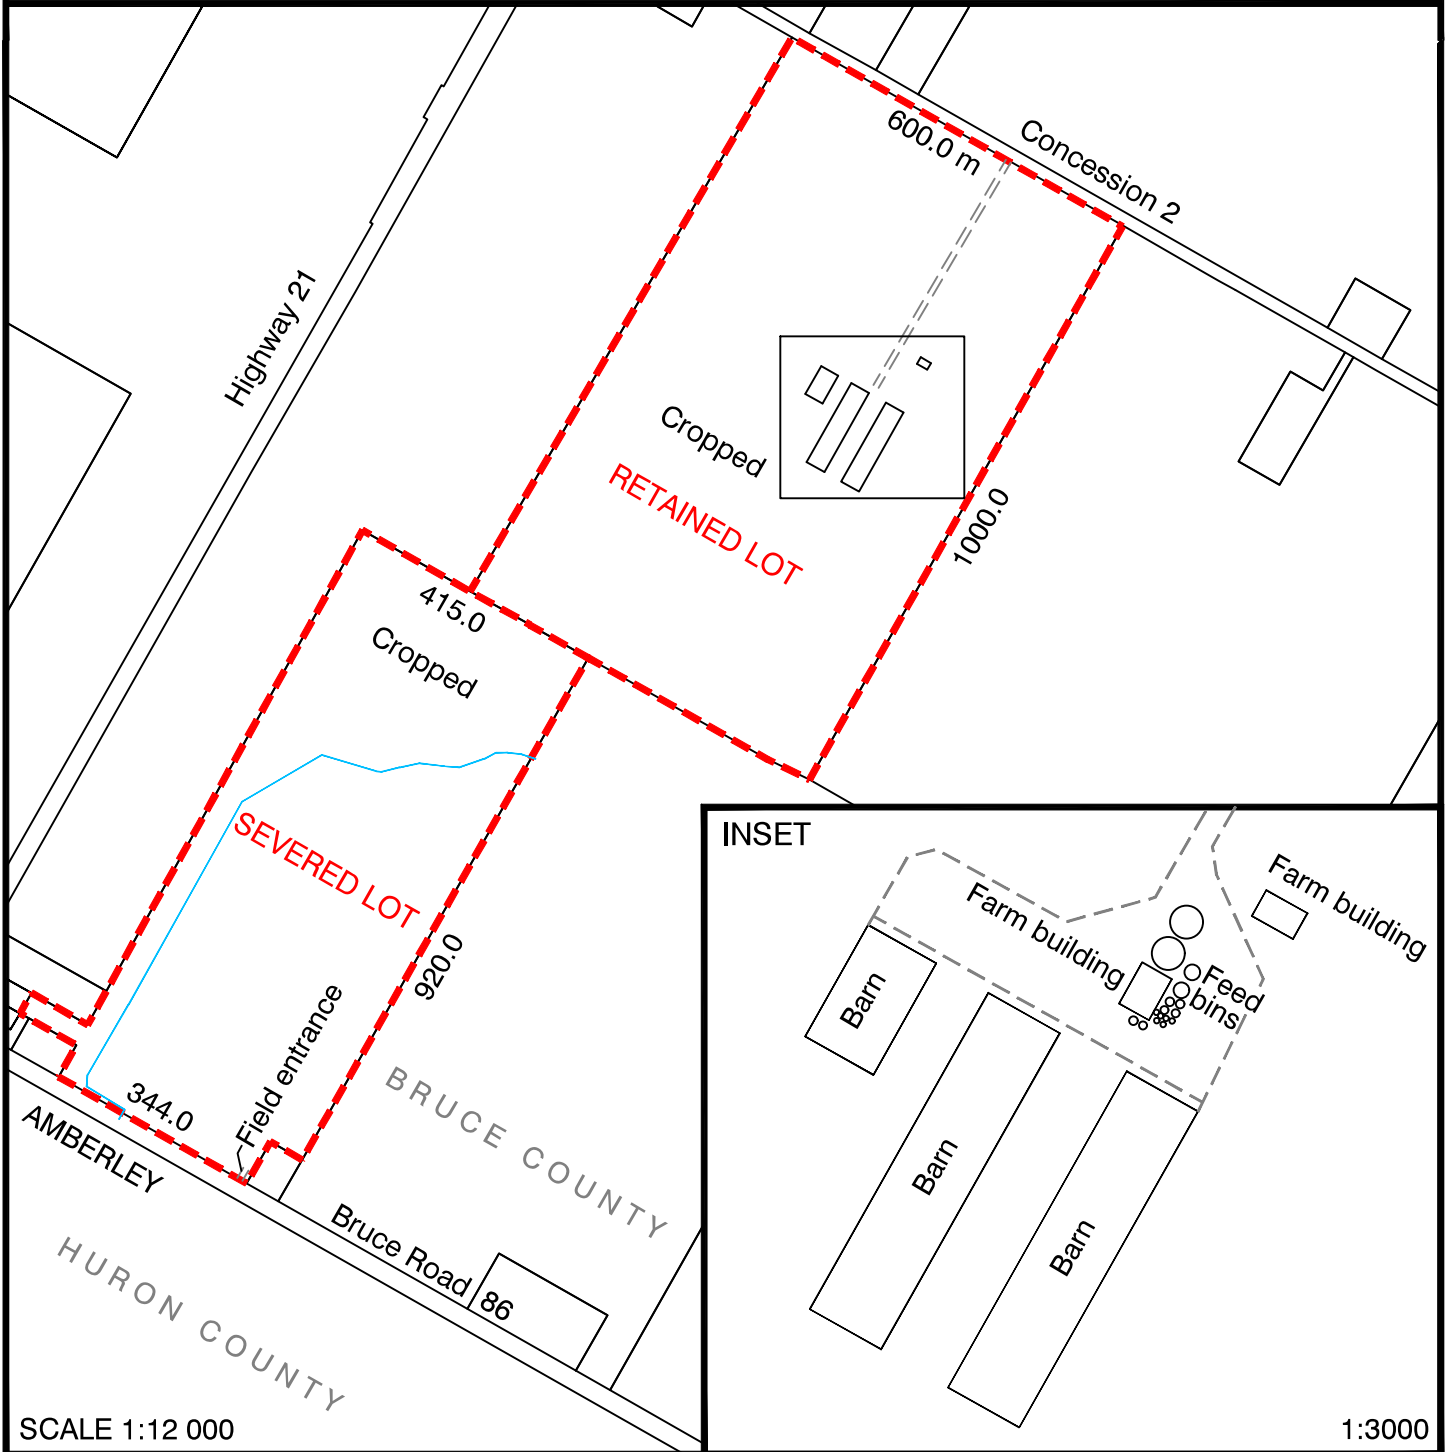 Concession 2
600.0 m
Highway 21
Cropped
RETAINED LOT
1000.0
415.0
Cropped
SEVERED LOT
920.0
Field entrance
344.0
AMBERLEY
BRUCE COUNTY
Bruce Road 86
HURON COUNTY
SCALE 1:12 000
INSET
Farm building
Farm building
Feed
bins
Barn
Barn
Barn
1:3000